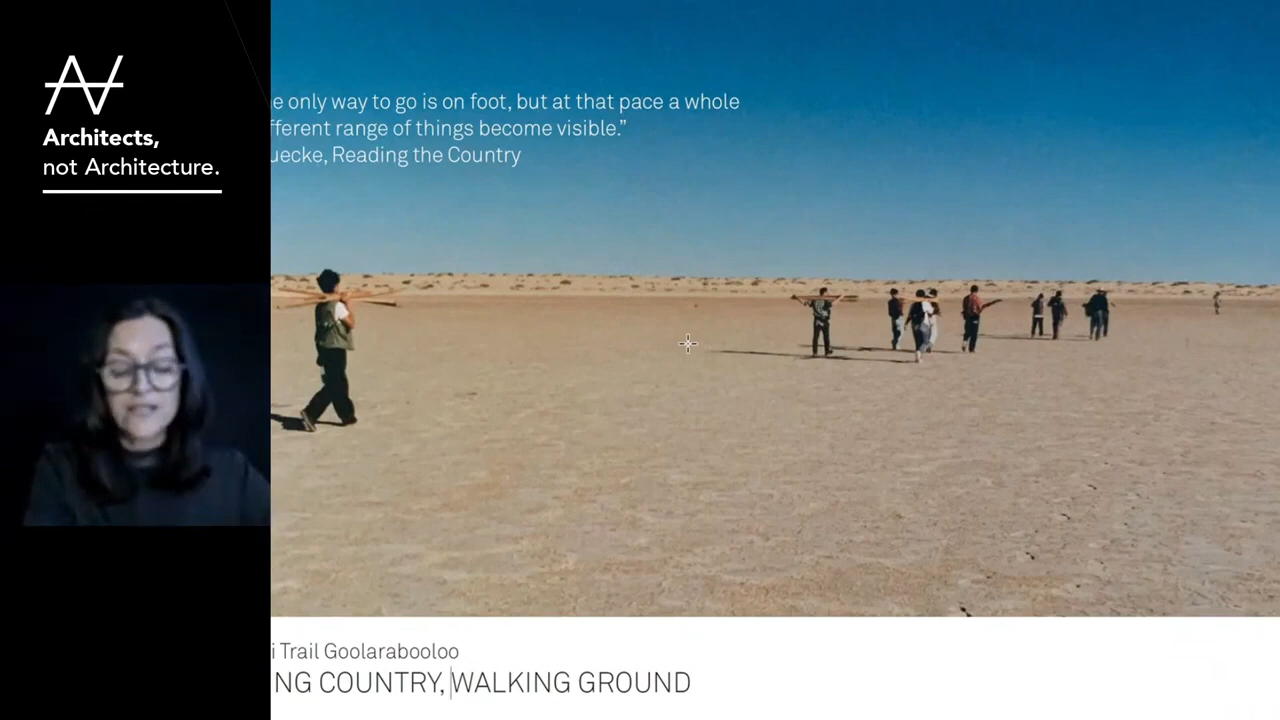 Architects,
not Architecture.
e only way to go is on foot, but at that pace a whole
fferent range of things become visible.”
uecke, Reading the Country
i Trail Goolarabooloo
NG COUNTRY, WALKING GROUND